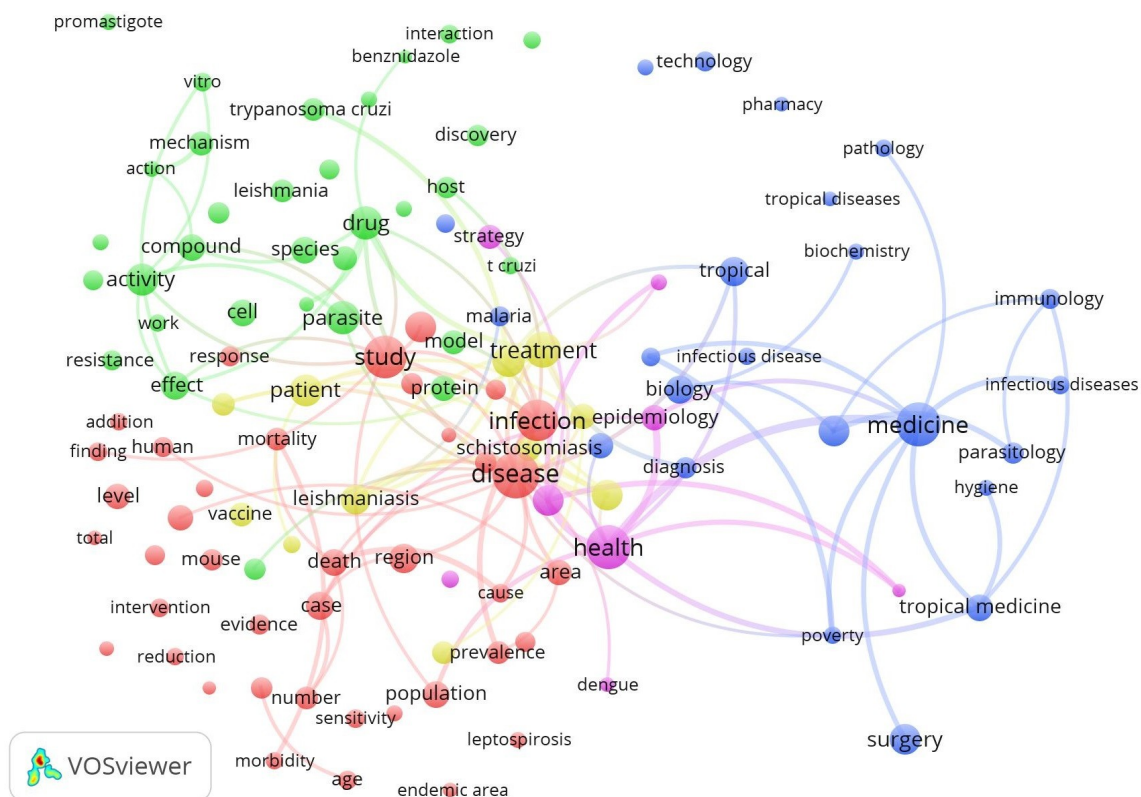 promastigote
interaction
benznidazole
technology
vitro
trypanosoma cruzi
pharmacy
discovery
mechanism
pathology
action
leishmania
host
tropical diseases
drug
strategy
compound
species
biochemistry
t cruzi
tropical
activity
immunology
cell
parasite
malaria
work
model
treatment
resistance
response
study
infectious disease
effect
patient
protein
biology
infectious diseases
addition
infection
epidemiology
medicine
finding
human
mortality
schistosomiasis
parasitology
disease
diagnosis
level
leishmaniasis
hygiene
vaccine
total
health
mouse
death
region
area
cause
intervention
case
tropical medicine
evidence
poverty
reduction
prevalence
dengue
number
population
sensitivity
leptospirosis
surgery
morbidity
VOSviewer
age
endemic area